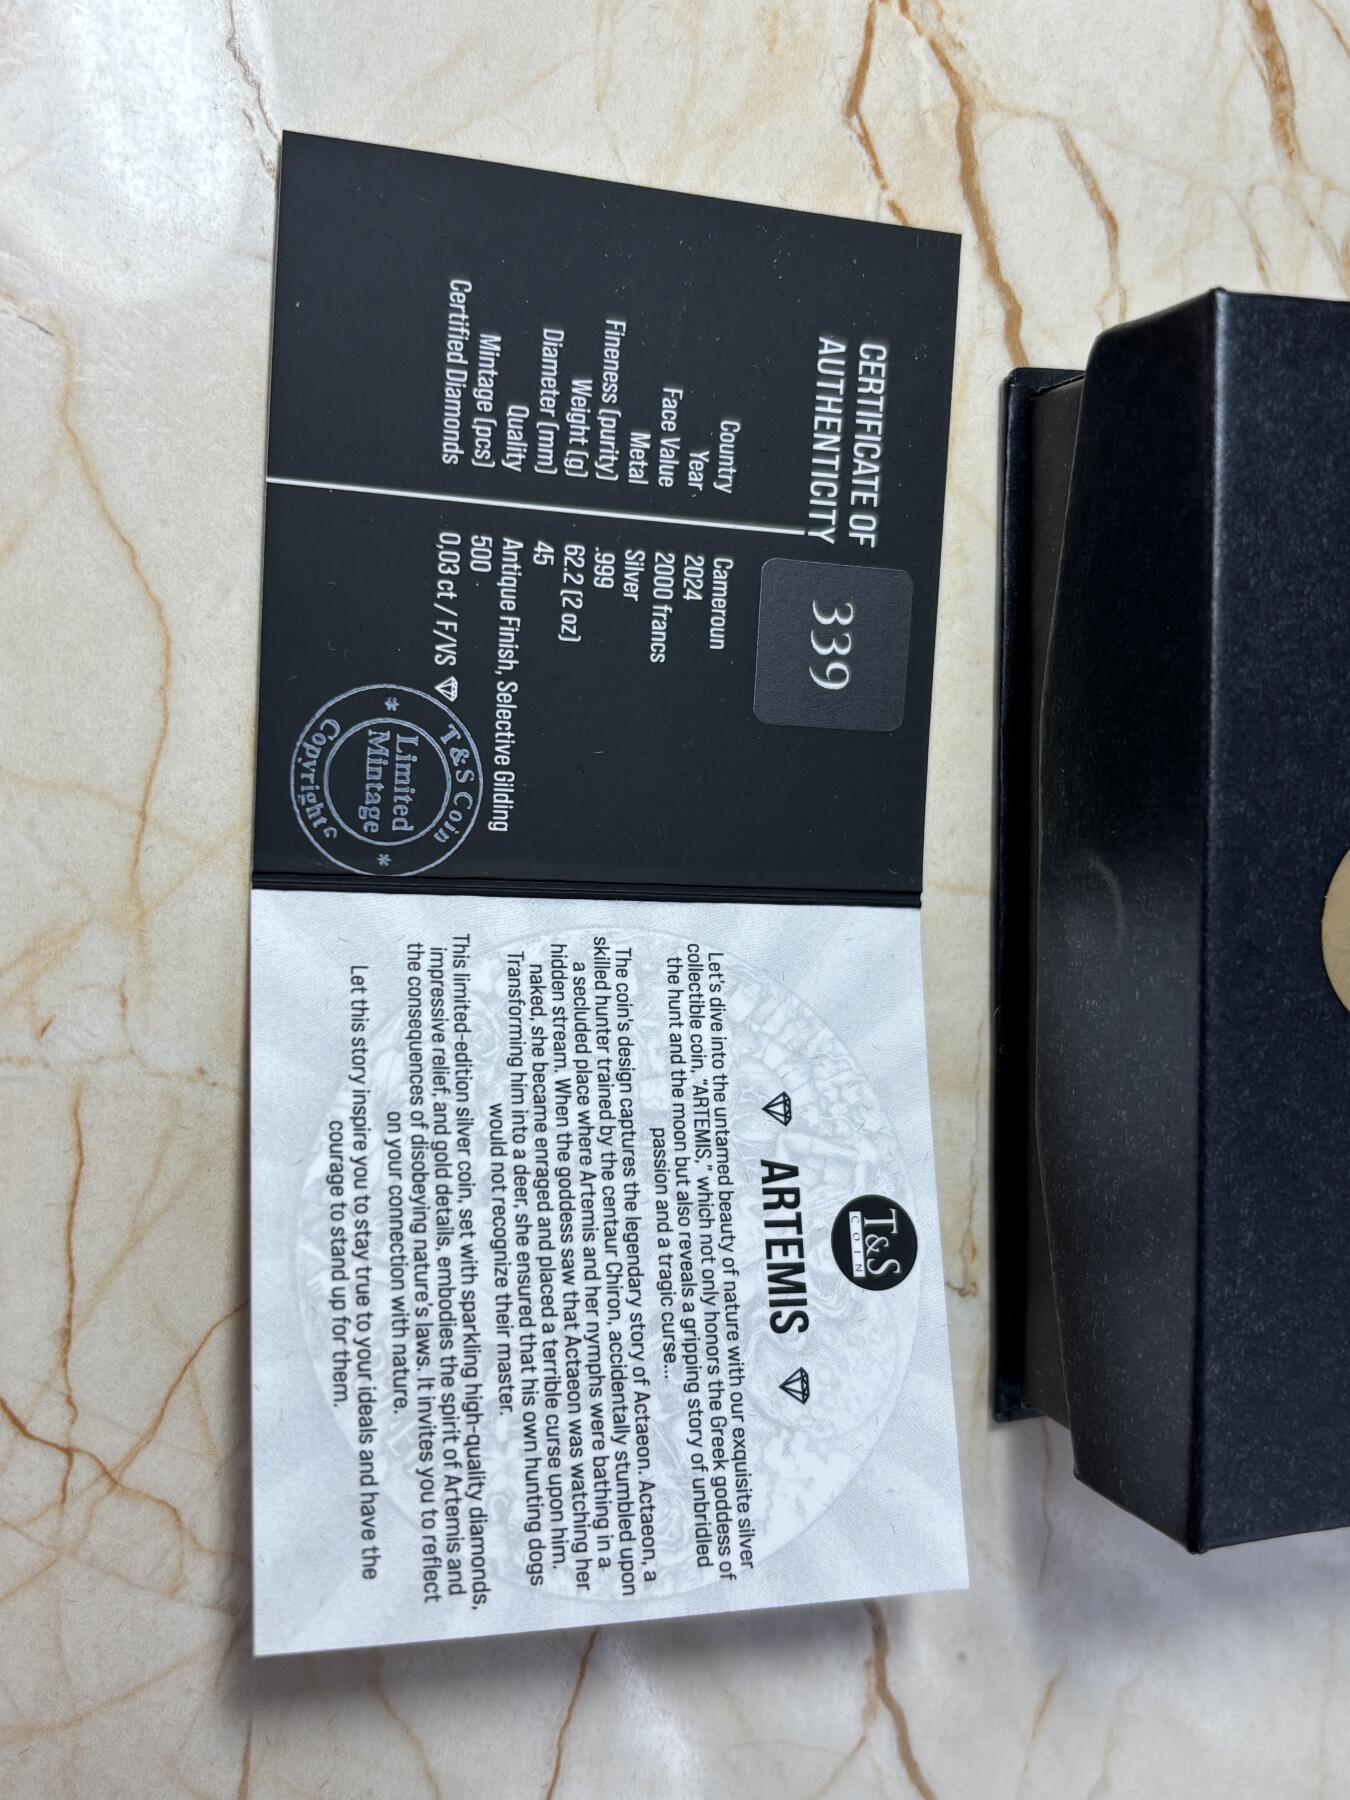 CERTIFICATE OF
AUTHENTICITY
339
Country Cameroun
Year 2024
Face Value 2000 francs
Metal Silver
Fineness (purity) .999
Weight (g) 62.2 (2 oz)
Diameter (mm) 45
Quality Antique Finish, Selective Gilding
Mintage (pcs) 500
Certified Diamonds 0,03 ct / F/VS
T&S Coin
Limited
Mintage
Copyright©
T&S
COIN
ARTEMIS
Let's dive into the untamed beauty of nature with our exquisite silver
collectible coin, "ARTEMIS," which not only honors the Greek goddess of
the hunt and the moon but also reveals a gripping story of unbridled
passion and a tragic curse...
The coin's design captures the legendary story of Actaeon. Actaeon, a
skilled hunter trained by the centaur Chiron, accidentally stumbled upon
a secluded place where Artemis and her nymphs were bathing in a
hidden stream. When the goddess saw that Actaeon was watching her
naked, she became enraged and placed a terrible curse upon him.
Transforming him into a deer, she ensured that his own hunting dogs
would not recognize their master.
This limited-edition silver coin, set with sparkling high-quality diamonds,
impressive relief, and gold details, embodies the spirit of Artemis and
the consequences of disobeying nature's laws. It invites you to reflect
on your connection with nature.
Let this story inspire you to stay true to your ideals and have the
courage to stand up for them.